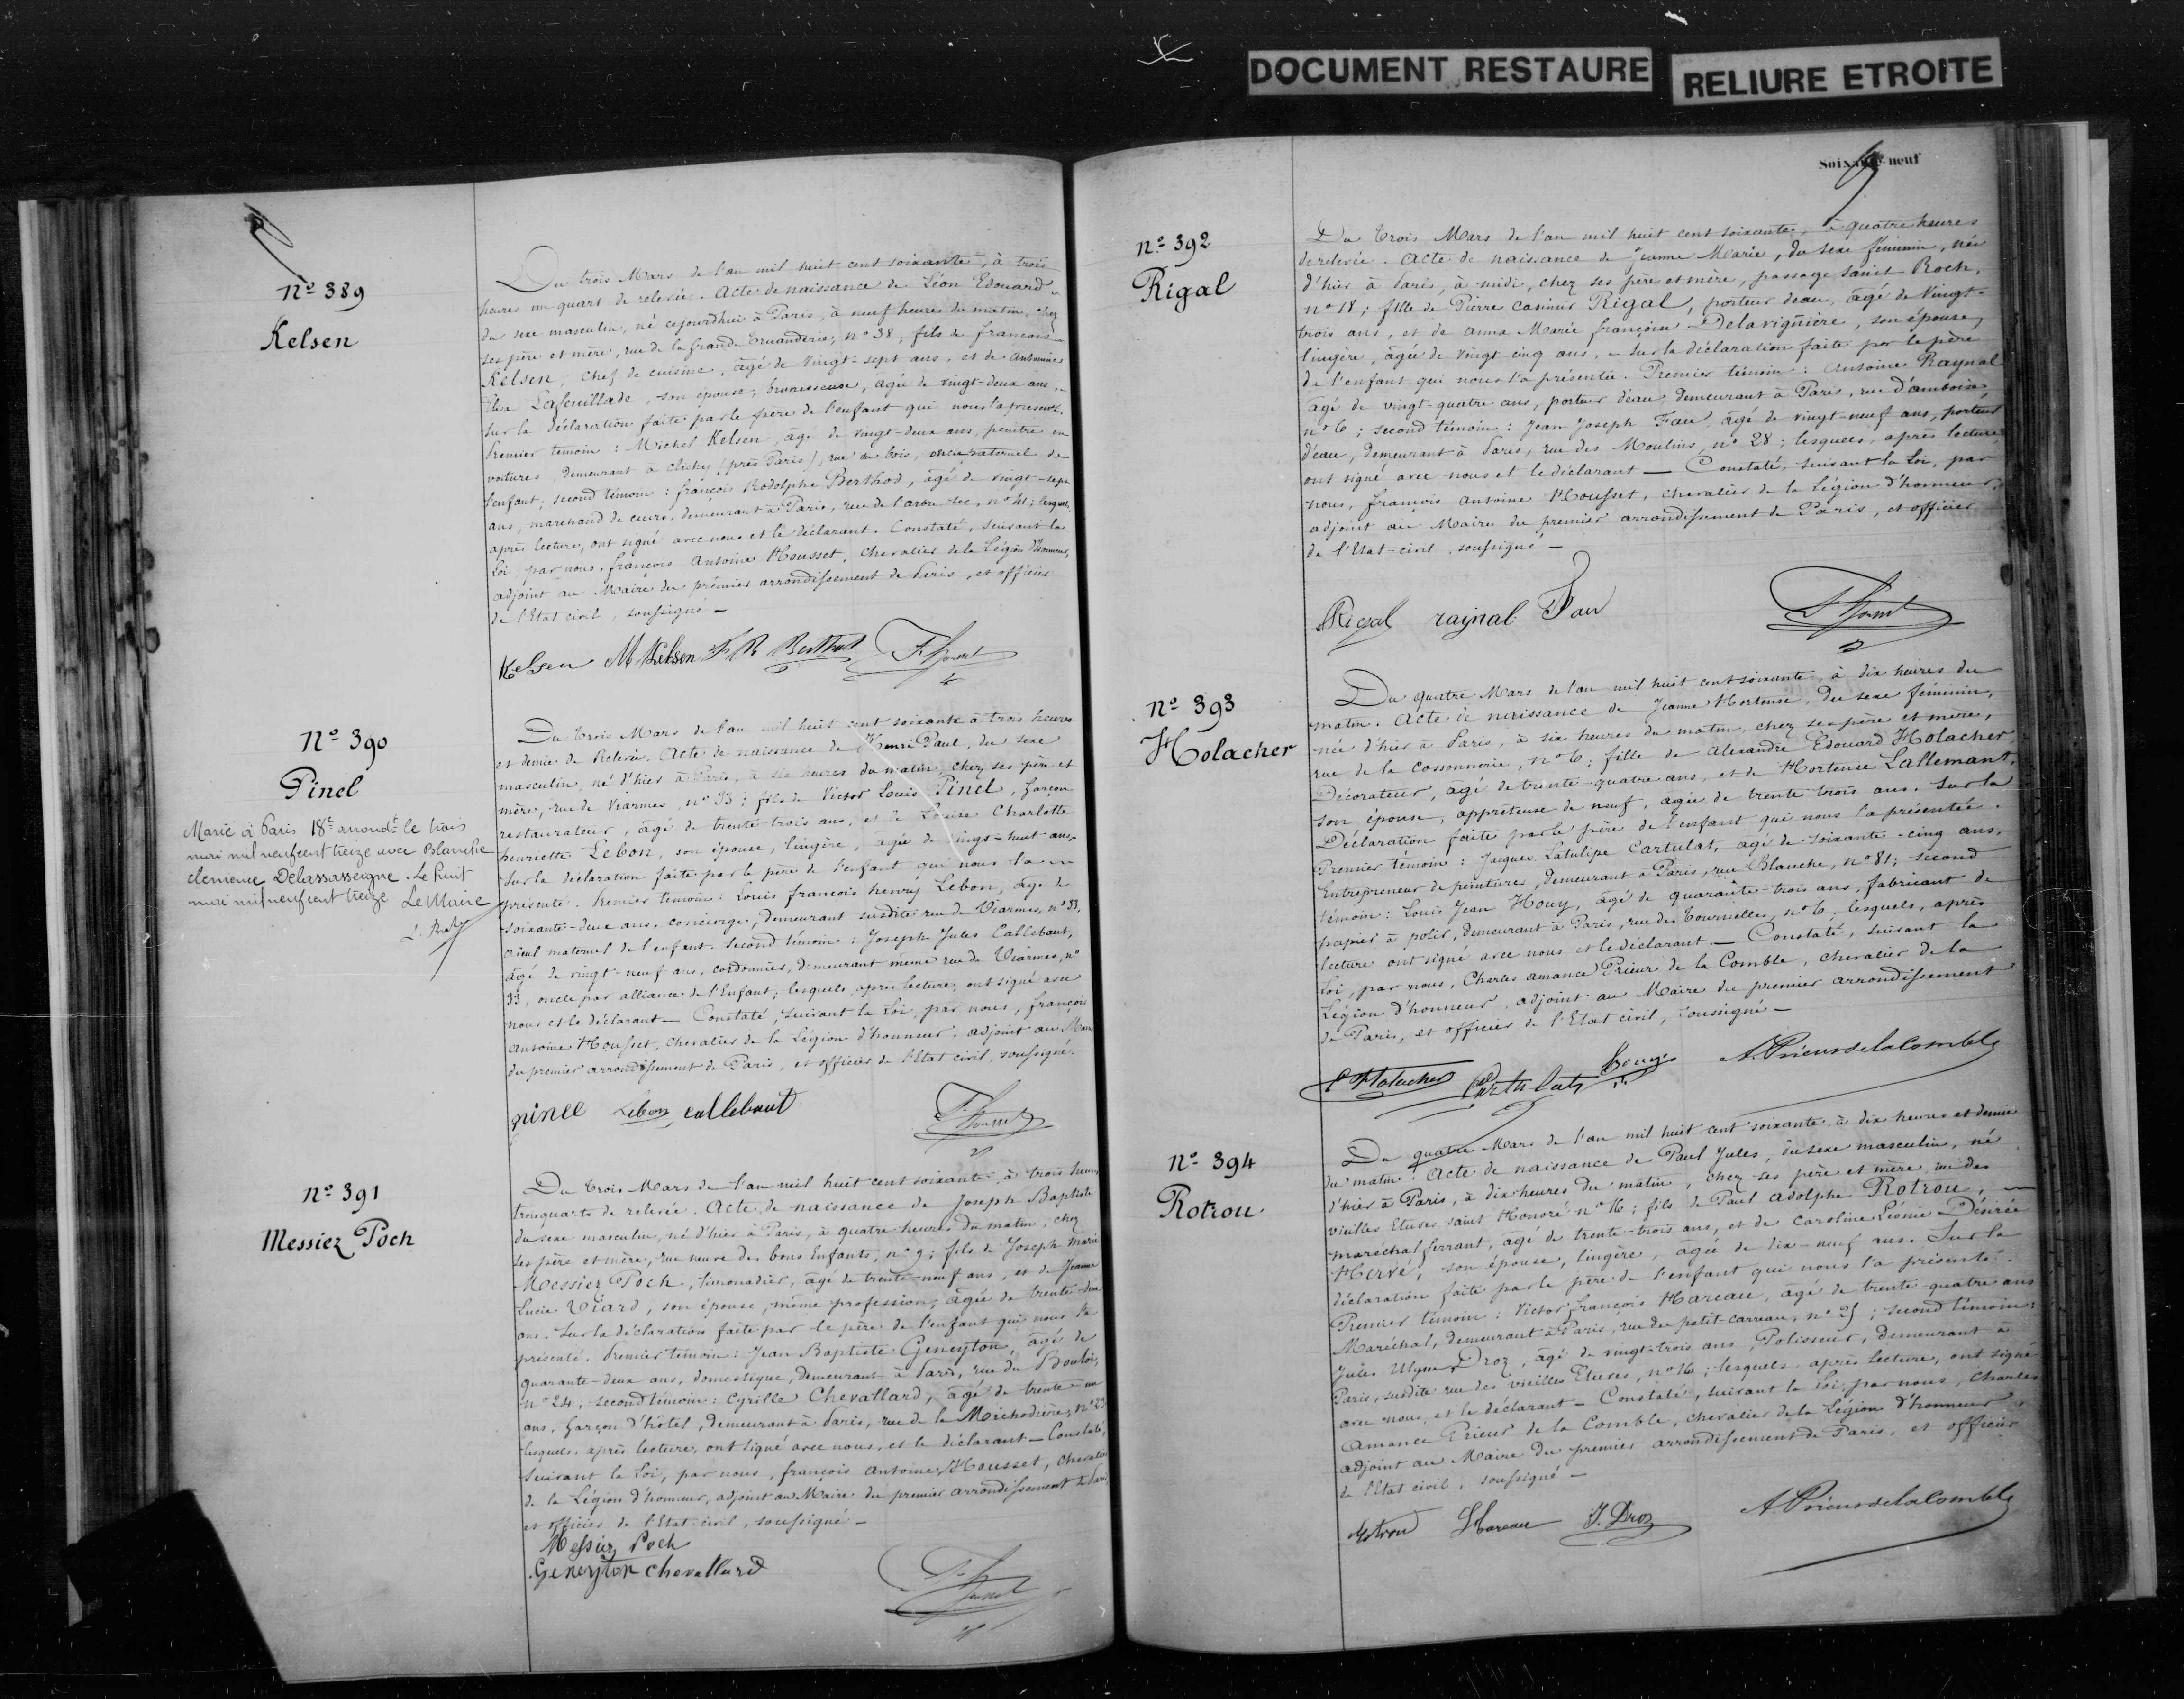 DOCUMENT RESTAURE
RELIURE ETROITE
Nº 389
Kelsen
Du trois Mars de l'an mil huit cent soixante, à trois
heures un quart de relevée. Acte de naissance de Léon Edouard
du sexe masculin, né cejourdhui à Paris, à neuf heures du matin, chez
ses père et mère, rue de la Grande Truanderie, nº 38; fils de francois
Kelsen, chef de cuisine, âgé de vingt-sept ans, et de Antoinie
Elisa Lafeuillade, son épouse, brunisseuse, âgée de vingt-deux ans,
sur la déclaration faite par le père de l'enfant qui nous l'a présenté.
Premier témoin : Michel Kelsen, âgé de vingt-deux ans, peintre en
voitures, demeurant à clichy (près Paris), rue du bois, oncle paternel de
l'enfant; second témoin : françois Rodolphe Berthod, âgé de vingt-sept
ans, marchand de cuirs, demeurant à Paris, rue de l'arbre sec, nº 41; lesquels,
après lecture, ont signé avec nous et le déclarant. Constaté, suivant la
Loi, par nous, françois Antoine Housset, chevalier de la Légion d'honneur,
adjoint au Maire du premier arrondissement de Paris, et officier
de l'Etat civil, soussigné —
Kelsen M Kelsen F R Berthod F. Housset
Nº 390
Pinel
Marié à Paris 18e arrondt le trois
mai mil neuf cent treize avec Blanche
clemence Delassasseigne. Le huit
mai mil neuf cent treize Le Maire
Du trois Mars de l'an mil huit cent soixante à trois heures
et demie de Relevée. Acte de naissance de Henri Paul, du sexe
masculin, né d'hier à Paris, à six heures du matin, chez ses père et
mère, rue de Viarmes, nº 33; fils de Victor Louis Pinel, Garçon
restaurateur, âgé de trente-trois ans, et de Louise Charlotte
henriette Lebon, son épouse, lingère, âgée de vingt-huit ans,
Sur la déclaration faite par le père de l'enfant qui nous l'a
présenté. Premier témoin: Louis françois henry Lebon, âgé de
soixante-deux ans, concierge, demeurant susdite rue de Viarmes, nº 33,
aïeul maternel de l'enfant. Second témoin : Joseph Jules Callebaut,
âgé de vingt-neuf ans, cordonnier, demeurant même rue de Viarmes, nº
33, oncle par alliance de l'Enfant; lesquels, après lecture, ont signé avec
nous et le déclarant — Constaté, suivant la Loi, par nous, françois
Antoine Housset, chevalier de la Légion d'honneur, adjoint au Maire
du premier arrondissement de Paris, et officier de l'Etat civil, soussigné.
pinel Lebon callebaut F. Housset
Nº 391
Messiez Poch
Du trois Mars de l'an mil huit cent soixante, à trois heures
trois quarts de relevée. Acte de naissance de Joseph Baptiste
du sexe masculin, né d'hier à Paris, à quatre heures du matin, chez
ses père et mère, rue neuve des bons Enfants, nº 9; fils de Joseph Marie
Messiez Poch, limonadier, âgé de trente-neuf ans, et de Jeanne
Lucie Viard, son épouse, même profession, âgée de trente-deux
ans. Sur la déclaration faite par le père de l'enfant qui nous l'a
présenté. Premier témoin: Jean Baptiste Geneyton, âgé de
quarante-deux ans, domestique, demeurant à Paris, rue du Bouloi,
nº 24; second témoin: Cyrille Chevallard, âgé de trente-un
ans, Garçon d'hôtel, demeurant à Paris, rue de la Michodière, nº 23
lesquels, après lecture, ont signé avec nous, et le déclarant — Constaté,
suivant la Loi, par nous, françois Antoine Housset, chevalier
de la Légion d'honneur, adjoint au Maire du premier arrondissement de Paris
et officier de l'Etat civil, soussigné —
Messiez Poch
Geneyton chevallard F. Housset
Soixante-neuf
Nº 392
Rigal
Du trois Mars de l'an mil huit cent soixante, à quatre heures
de relevée. Acte de naissance de Jeanne Marie, du sexe féminin, née
d'hier à Paris, à midi, chez ses père et mère, passage Saint Roch,
nº 18; fille de Pierre Casimir Rigal, porteur d'eau, âgé de vingt-
trois ans, et de Anna Marie françoise Delavignière, son épouse,
lingère, âgée de vingt cinq ans, — Sur la déclaration faite par le père
de l'enfant qui nous l'a présentée. Premier témoin : Antoine Raynal
âgé de vingt-quatre ans, porteur d'eau, demeurant à Paris, rue d'amboise
nº 6; second témoin: Jean Joseph Fau, âgé de vingt-neuf ans, porteur
d'eau, demeurant à Paris, rue des Moulins, nº 28; lesquels, après lecture
ont signé avec nous et le déclarant — Constaté, suivant la Loi, par
nous, françois Antoine Housset, chevalier de la Légion d'honneur,
adjoint au Maire du premier arrondissement de Paris, et officier
de l'Etat-civil, soussigné —
Rigal raynal Fau F. Housset
Nº 393
Holacher
Du quatre Mars de l'an mil huit cent soixante, à dix heures du
matin. Acte de naissance de Jeanne Hortense, du sexe féminin,
née d'hier à Paris, à six heures du matin, chez ses père et mère,
rue de la Cossonnerie, nº 6; fille de Alexandre Edouard Holacher
Décorateur, âgé de trente-quatre ans, et de Hortense Lallemant,
son épouse, apprêteuse de neuf, âgée de trente trois ans. Sur la
Déclaration faite par le père de l'enfant qui nous l'a présentée.
Premier témoin : Jacques Latulipe Cartulat, âgé de soixante-cinq ans,
Entrepreneur de peintures, demeurant à Paris, rue Blanche, nº 81; second
témoin: Louis Jean Houy, âgé de quarante-trois ans, fabricant de
papier à polir, demeurant à Paris, rue des Tournelles, nº 6, lesquels, après
lecture ont signé avec nous et le déclarant — Constaté, suivant la
Loi, par nous, Charles Amance Prieur de la Comble, chevalier de la
Légion d'honneur, adjoint au Maire du premier arrondissement
de Paris, et officier de l'Etat civil, soussigné —
E Holacher Cartulat houy A. Prieur de la Comble
Nº 394
Rotrou
Du quatre Mars de l'an mil huit cent soixante, à dix heures et demie
du matin. Acte de naissance de Paul Jules, du sexe masculin, né
d'hier à Paris, à dix heures du matin, chez ses père et mère, rue des
vieilles Etuves saint Honoré nº 16; fils de Paul Adolphe Rotrou,
maréchal ferrant, âgé de trente-trois ans, et de Caroline Léonie Désirée
Hervé, son épouse, lingère, âgée de dix-neuf ans. Sur la
déclaration faite par le père de l'enfant qui nous l'a présenté.
Premier témoin : Victor françois Hareau, âgé de trente quatre ans
Maréchal, demeurant à Paris, rue du petit-carreau, nº 25; second témoin:
Jules Ulysse Droz, âgé de vingt-trois ans, Polisseur, demeurant à
Paris, susdite rue des vieilles Etuves, nº 16; lesquels après lecture, ont signé
avec nous, et le déclarant — Constaté, suivant la Loi, par nous, Charles
Amance Prieur de la Comble, chevalier de la Légion d'honneur
adjoint au Maire du premier arrondissement de Paris, et officier
de l'Etat civil, soussigné —
Rotrou Hareau J. Droz A. Prieur de la Comble